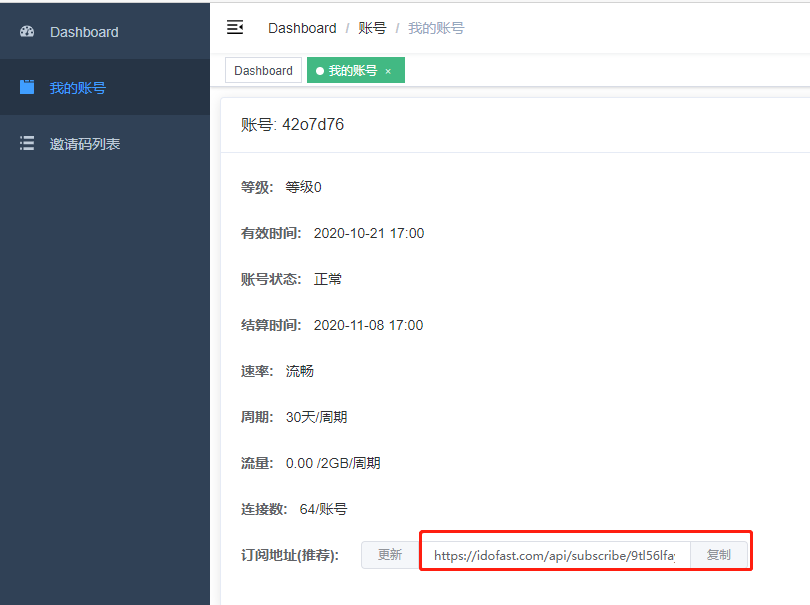 Dashboard
我的账号
邀请码列表
Dashboard / 账号 / 我的账号
Dashboard 我的账号 ×
账号: 42o7d76
等级: 等级0
有效时间: 2020-10-21 17:00
账号状态: 正常
结算时间: 2020-11-08 17:00
速率: 流畅
周期: 30天/周期
流量: 0.00 /2GB/周期
连接数: 64/账号
订阅地址(推荐): 更新 https://idofast.com/api/subscribe/9tl56lfa 复制